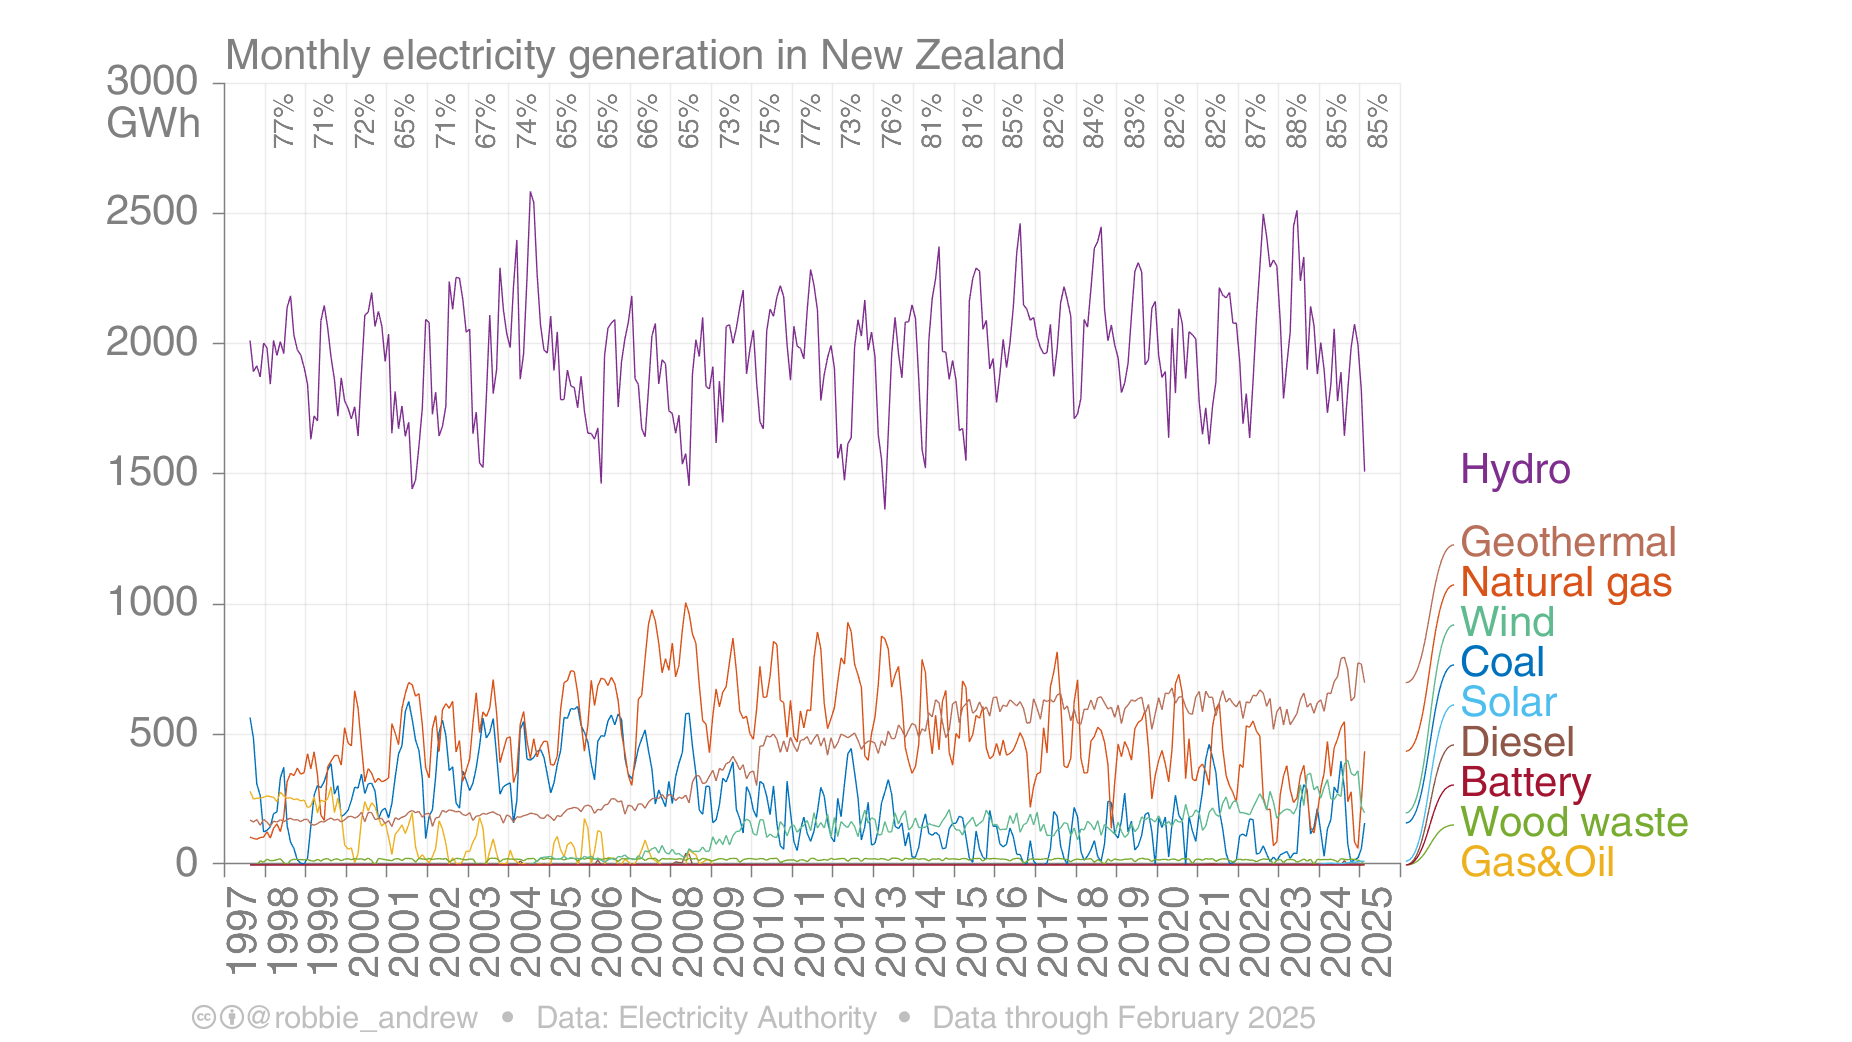 Monthly electricity generation in New Zealand
3000
GWh
77% 71% 72% 65% 71% 67% 74% 65% 65% 66% 65% 73% 75% 77% 73% 76% 81% 81% 85% 82% 84% 83% 82% 82% 87% 88% 85% 85%
2500
2000
1500
1000
500
0
Hydro
Geothermal
Natural gas
Wind
Coal
Solar
Diesel
Battery
Wood waste
Gas&Oil
1997 1998 1999 2000 2001 2002 2003 2004 2005 2006 2007 2008 2009 2010 2011 2012 2013 2014 2015 2016 2017 2018 2019 2020 2021 2022 2023 2024 2025
cc @robbie_andrew • Data: Electricity Authority • Data through February 2025